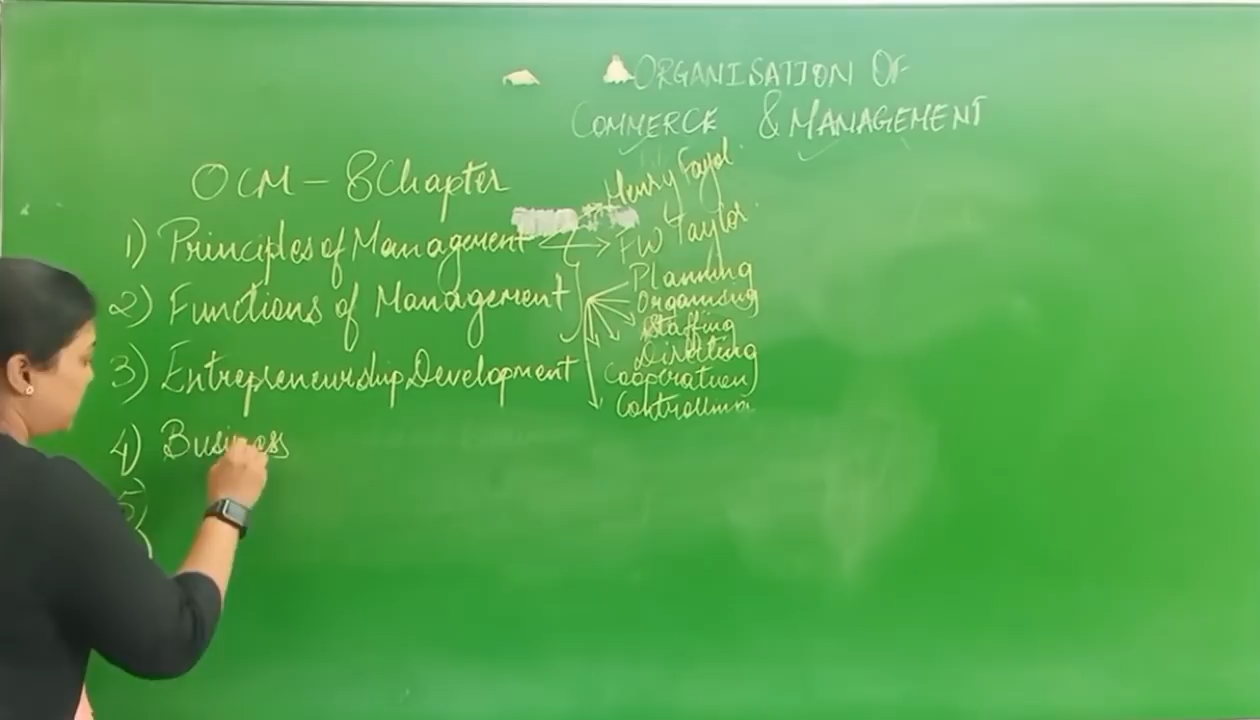 ORGANISATION OF
COMMERCE & MANAGEMENT
OCM - 8 Chapter
1) Principles of Management
Henry Fayol.
FW Taylor.
2) Functions of Management
Planning
Organising
Staffing
Directing
Cooperation
Controlling
3) Entrepreneurship Development
4) Business
5)